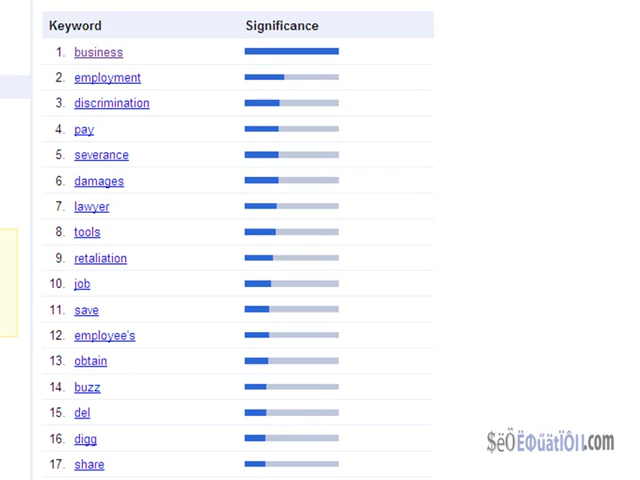 Keyword Significance
1. business
2. employment
3. discrimination
4. pay
5. severance
6. damages
7. lawyer
8. tools
9. retaliation
10. job
11. save
12. employee's
13. obtain
14. buzz
15. del
16. digg
17. share